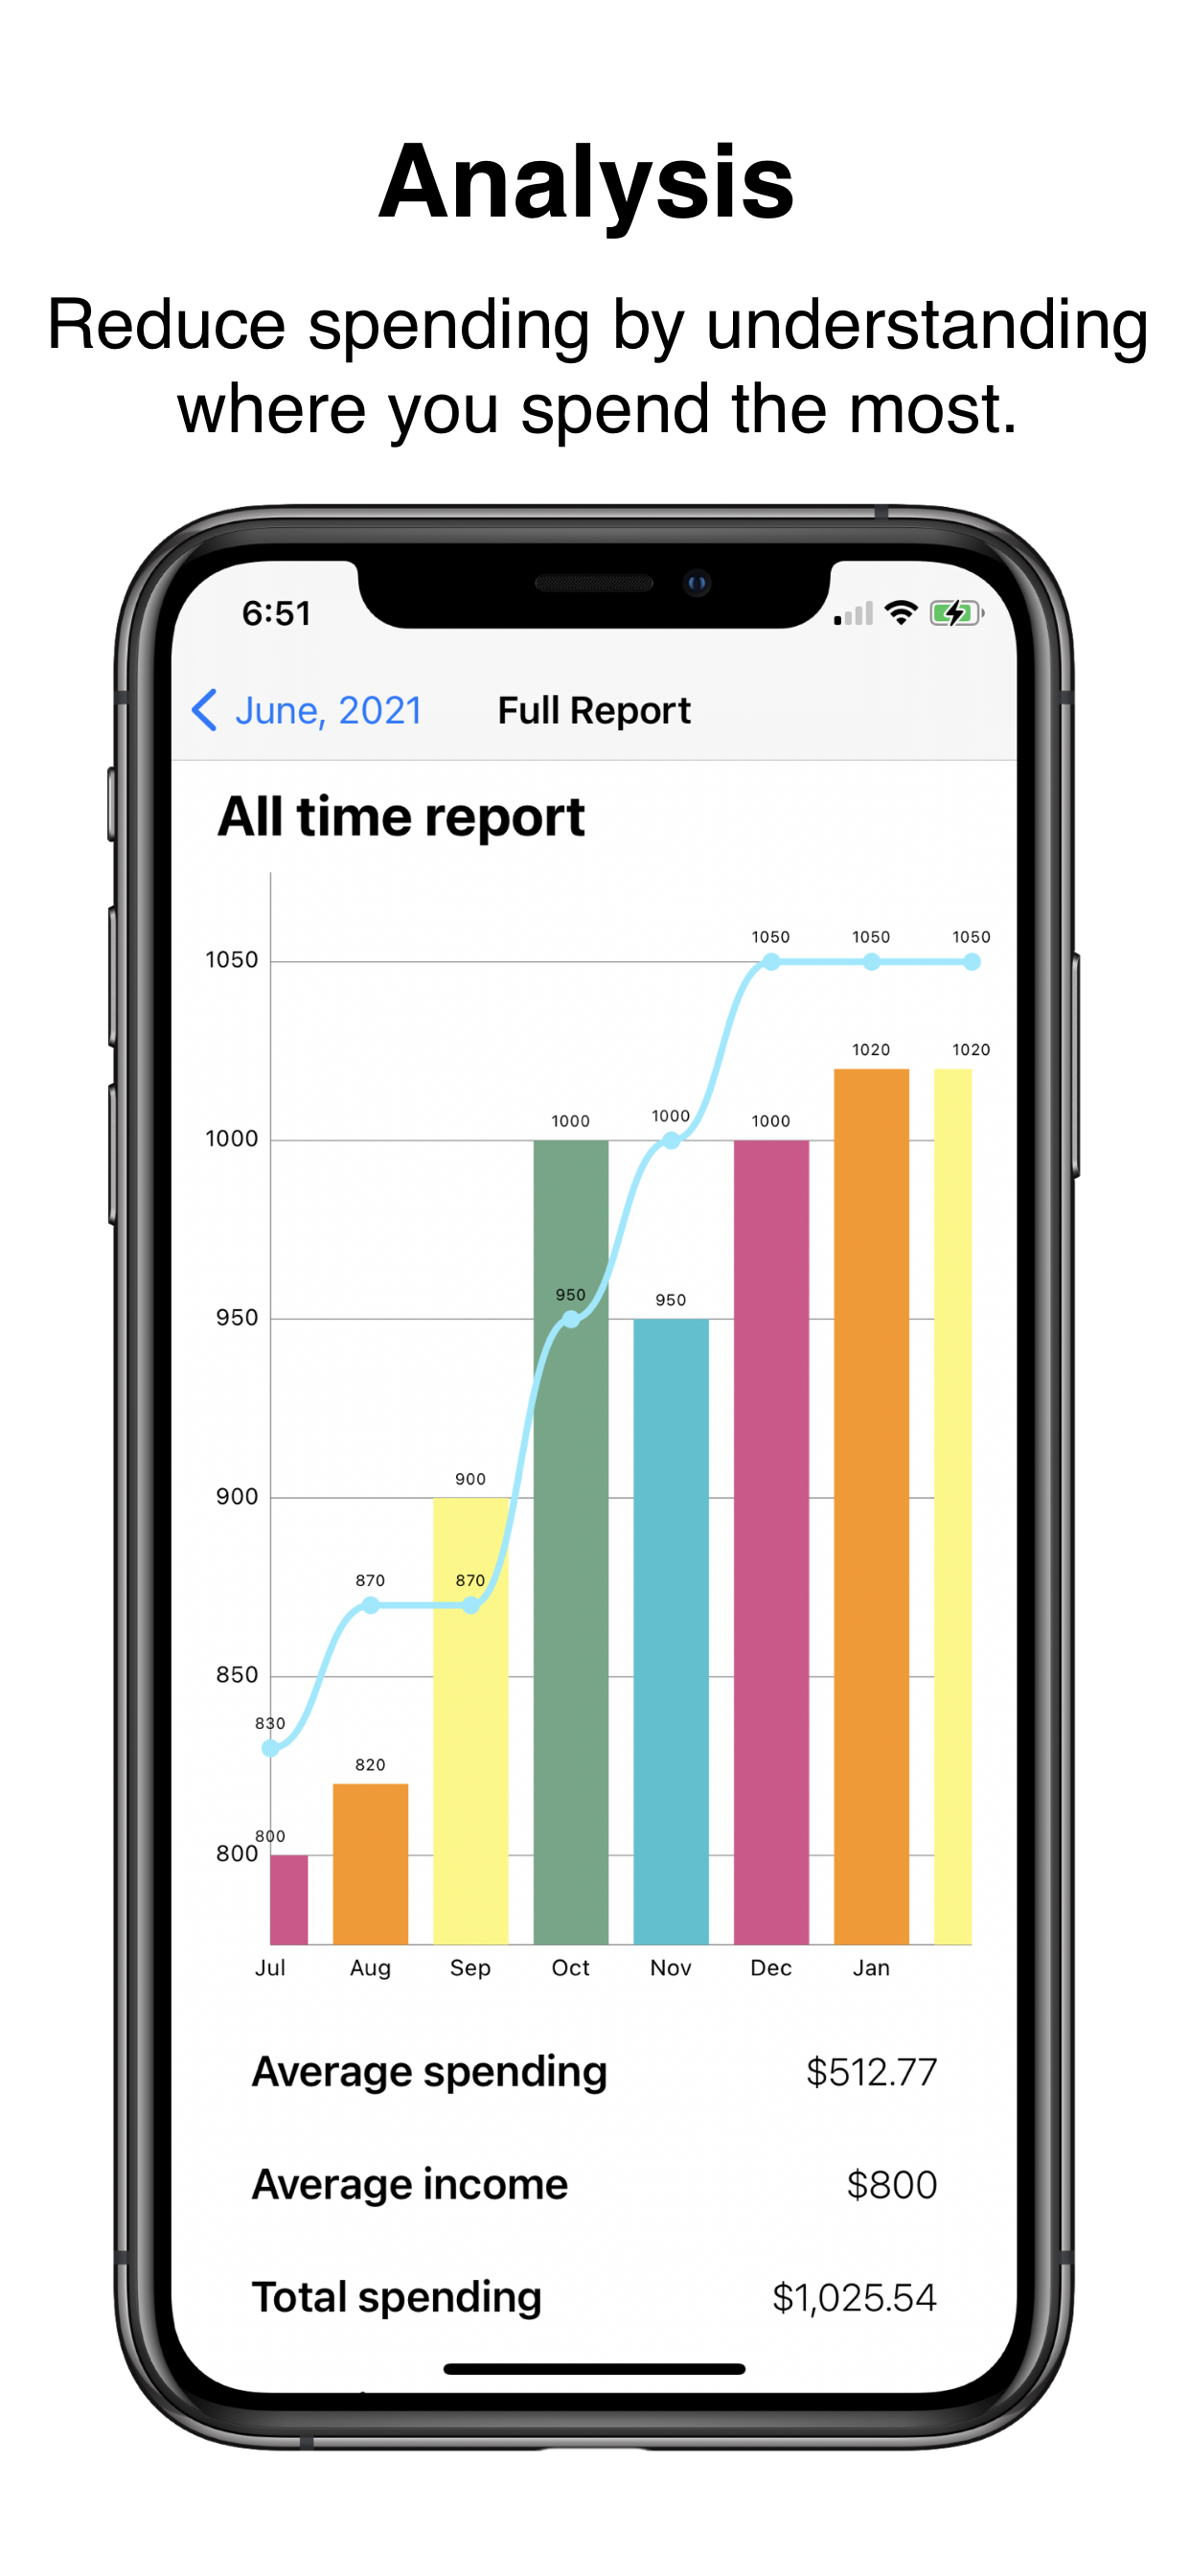 Analysis
Reduce spending by understanding
where you spend the most.
6:51
June, 2021 Full Report
All time report
1050 1050 1050
1050
1020 1020
1000 1000 1000
1000
950 950
950
900
900
870 870
850
830
820
800
800
Jul Aug Sep Oct Nov Dec Jan
Average spending $512.77
Average income $800
Total spending $1,025.54